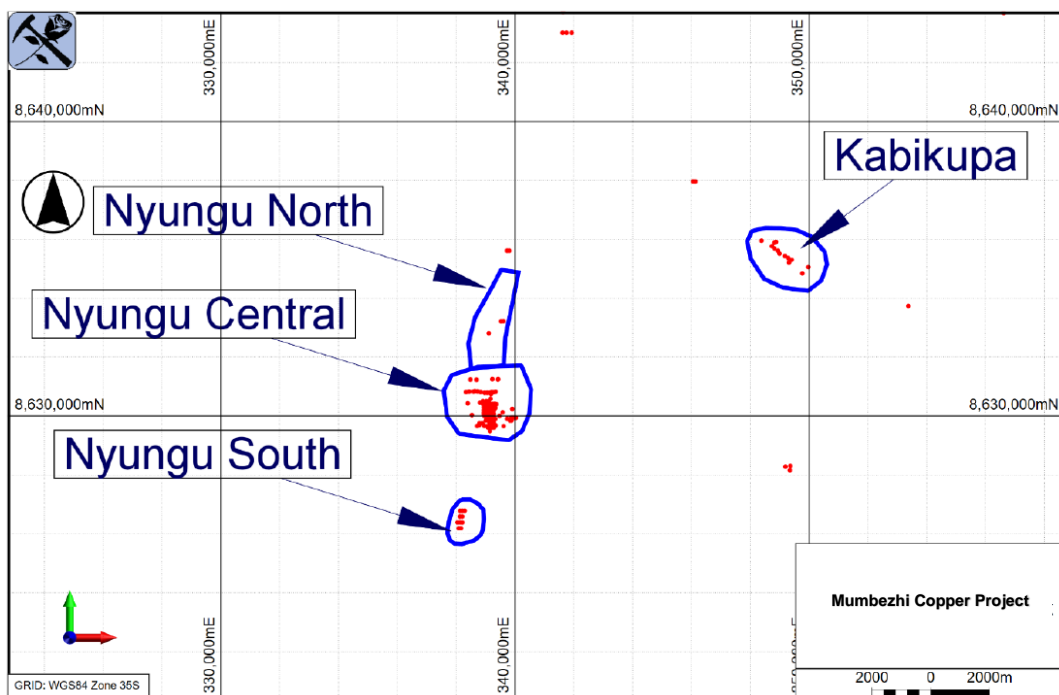 330,000mE
340,000mE
350,000mE
8,640,000mN
8,640,000mN
Kabikupa
Nyungu North
Nyungu Central
8,630,000mN
8,630,000mN
Nyungu South
Mumbezhi Copper Project
330,000mE
340,000mE
GRID: WGS84 Zone 35S
2000 0 2000m